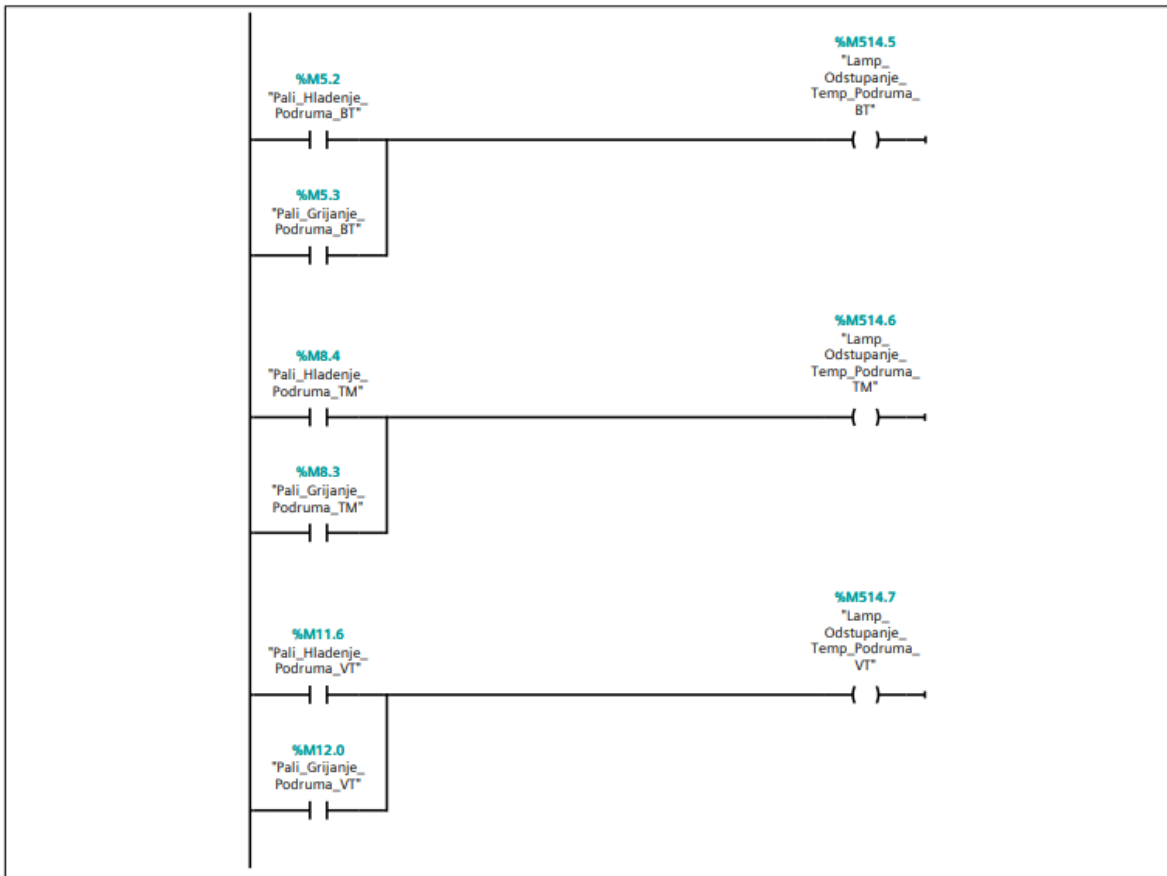 %M5.2
"Pali_Hladenje_
Podruma_BT"
%M514.5
"Lamp_
Odstupanje_
Temp_Podruma_
BT"
%M5.3
"Pali_Grijanje_
Podruma_BT"
%M8.4
"Pali_Hladenje_
Podruma_TM"
%M514.6
"Lamp_
Odstupanje_
Temp_Podruma_
TM"
%M8.3
"Pali_Grijanje_
Podruma_TM"
%M11.6
"Pali_Hladenje_
Podruma_VT"
%M514.7
"Lamp_
Odstupanje_
Temp_Podruma_
VT"
%M12.0
"Pali_Grijanje_
Podruma_VT"